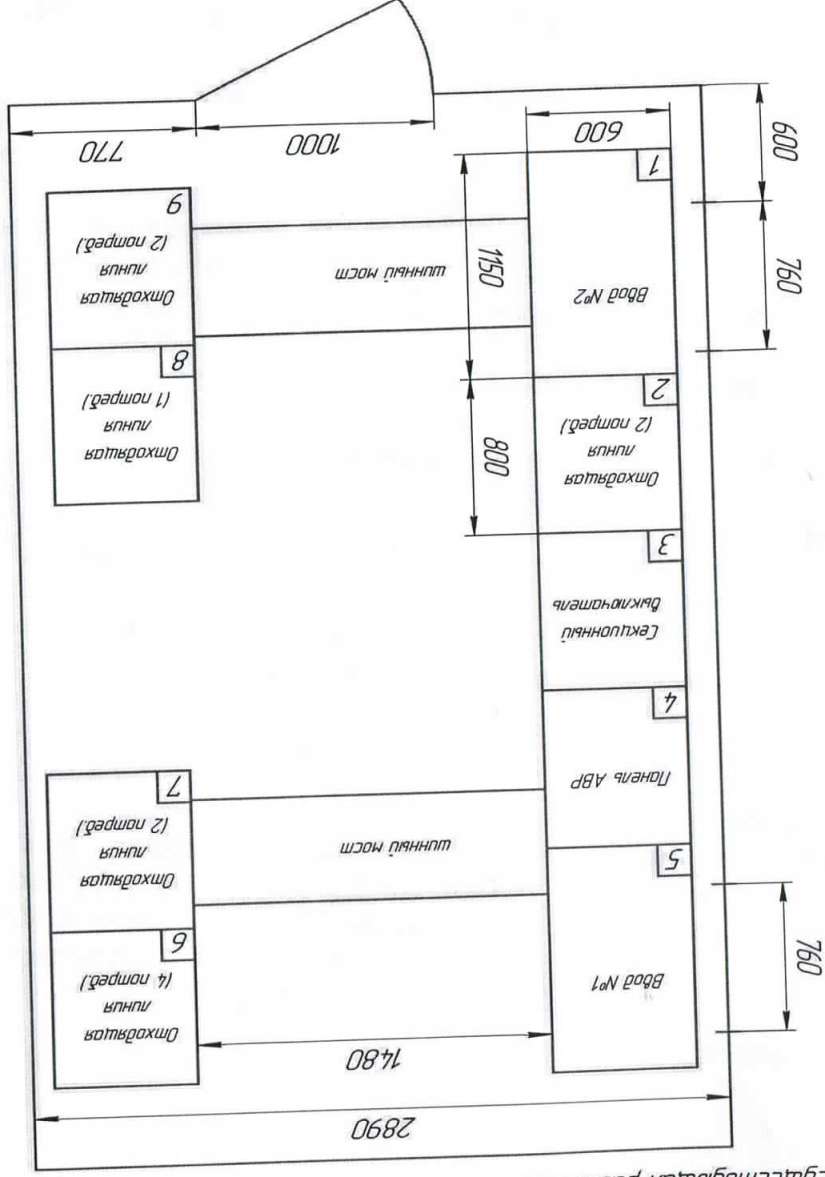 2890
1480
760
Ввод №1
5
Отходящая
линия
(4 потреб.)
6
шинный мост
Отходящая
линия
(2 потреб.)
7
Панель АВР
4
Секционный
выключатель
3
800
Отходящая
линия
(2 потреб.)
2
Отходящая
линия
(1 потреб.)
8
760
Ввод №2
1
1150
шинный мост
Отходящая
линия
(2 потреб.)
9
600
600
1000
770